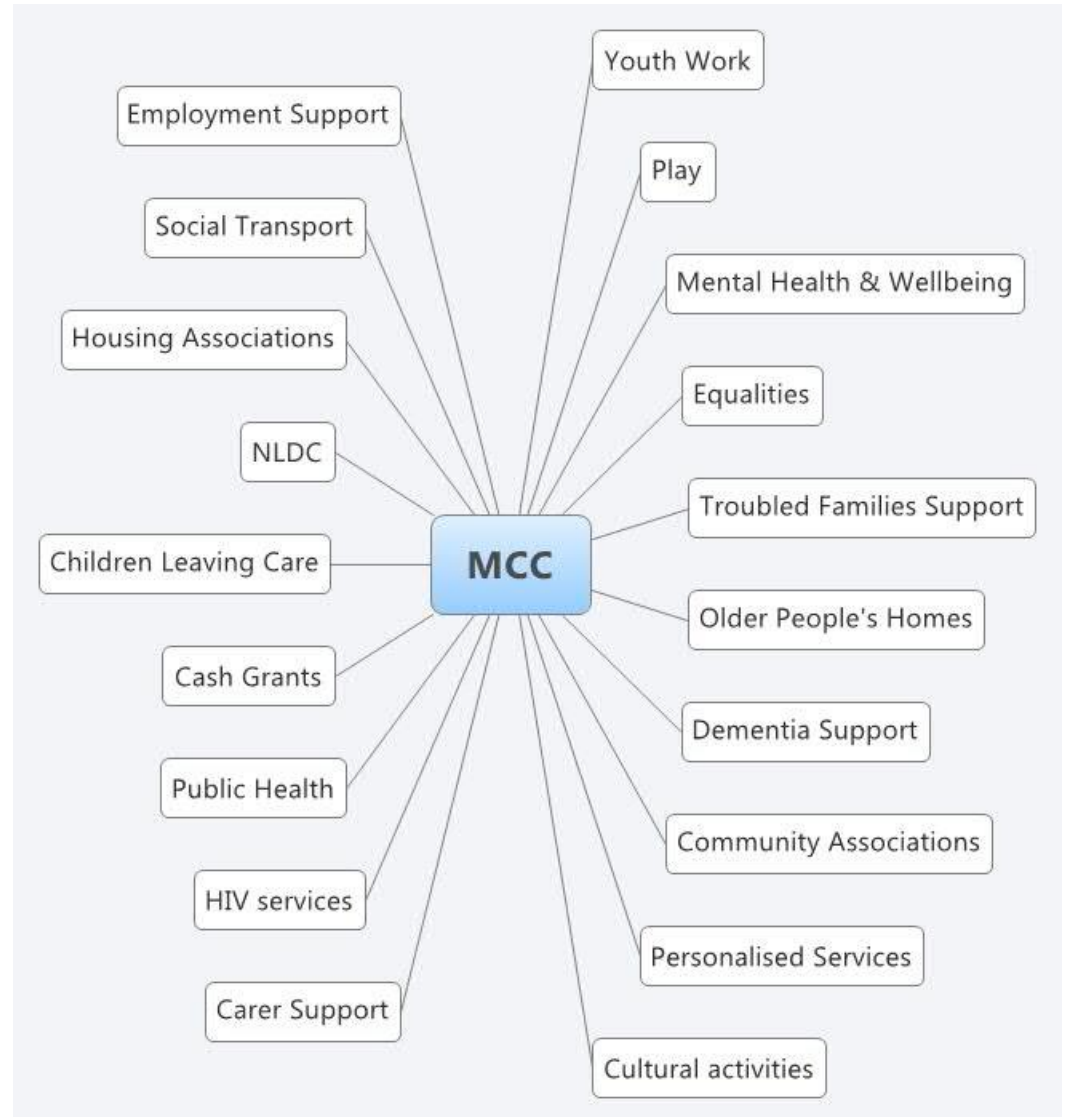 Youth Work
Employment Support
Play
Social Transport
Mental Health & Wellbeing
Housing Associations
Equalities
NLDC
Troubled Families Support
Children Leaving Care
MCC
Older People's Homes
Cash Grants
Dementia Support
Public Health
Community Associations
HIV services
Personalised Services
Carer Support
Cultural activities